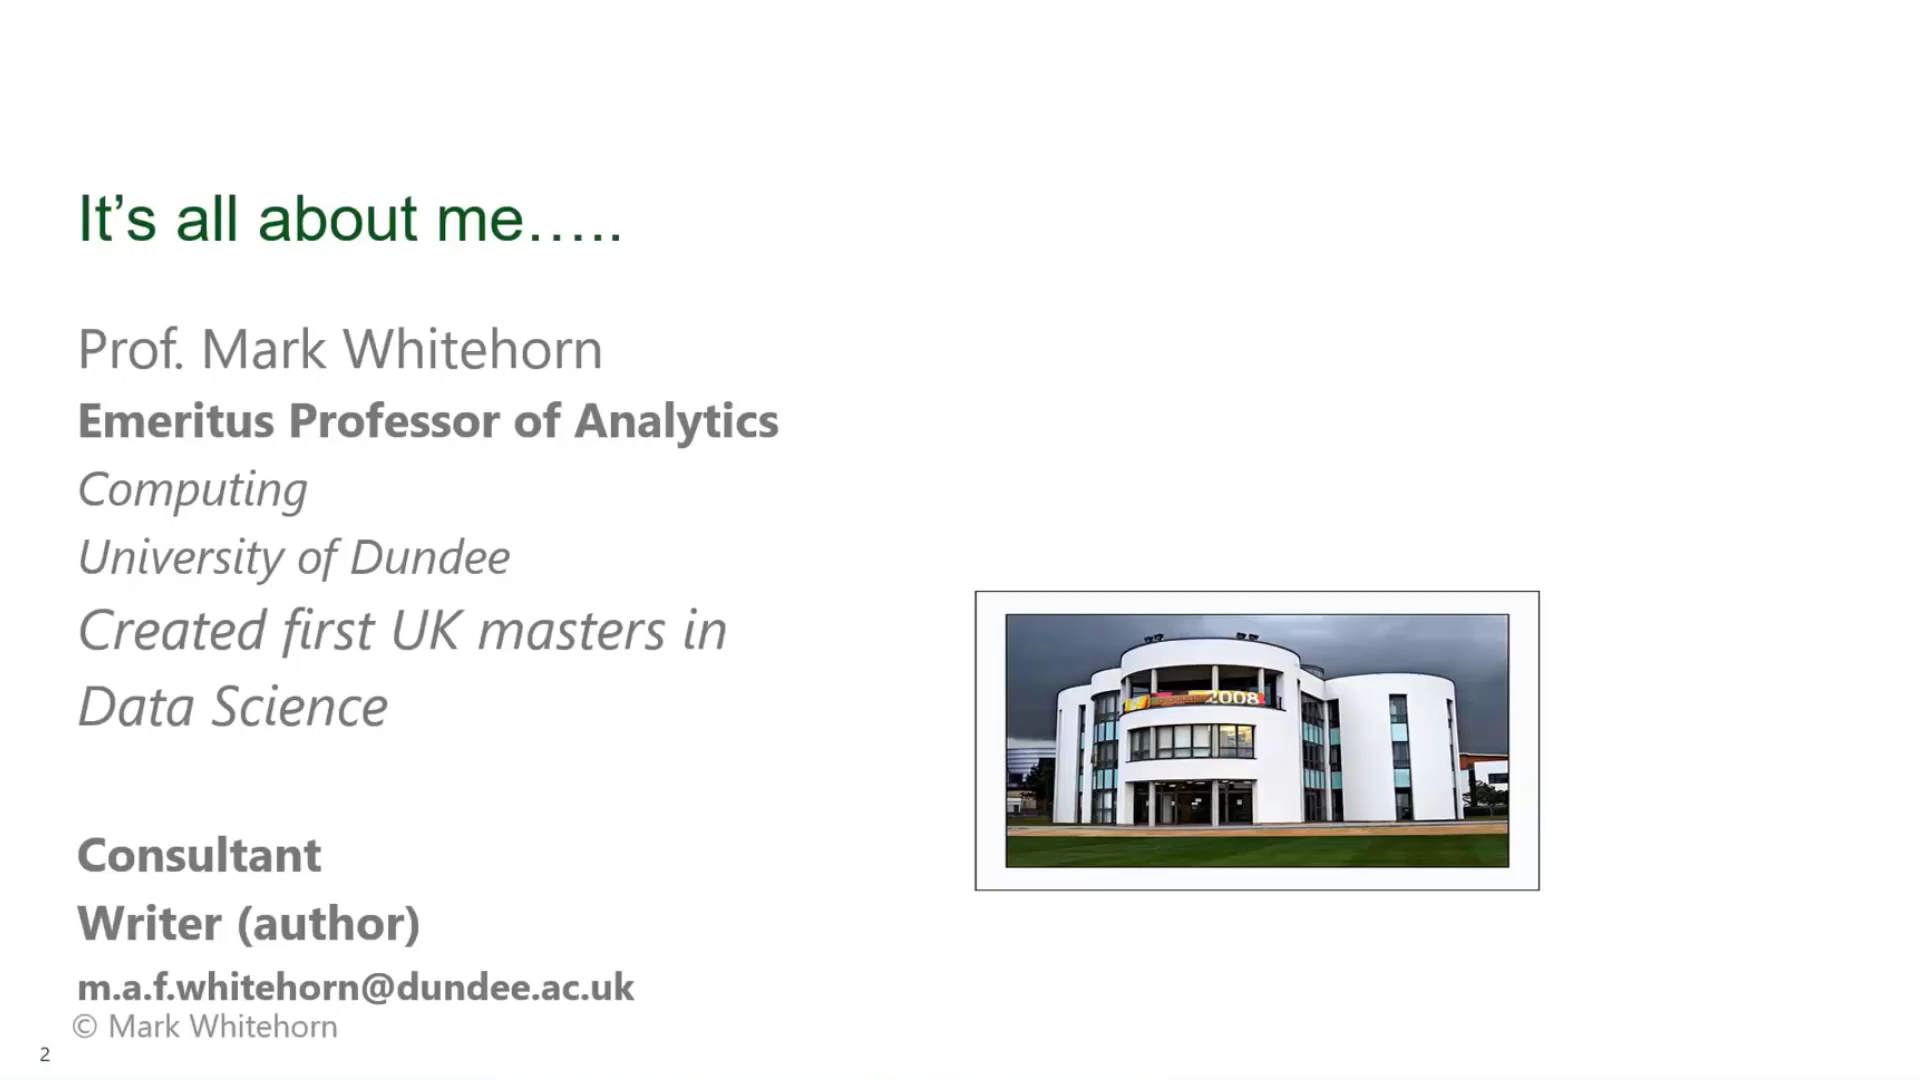 It’s all about me…..
Prof. Mark Whitehorn
Emeritus Professor of Analytics
Computing
University of Dundee
Created first UK masters in
Data Science
2008
Consultant
Writer (author)
m.a.f.whitehorn@dundee.ac.uk
© Mark Whitehorn
2